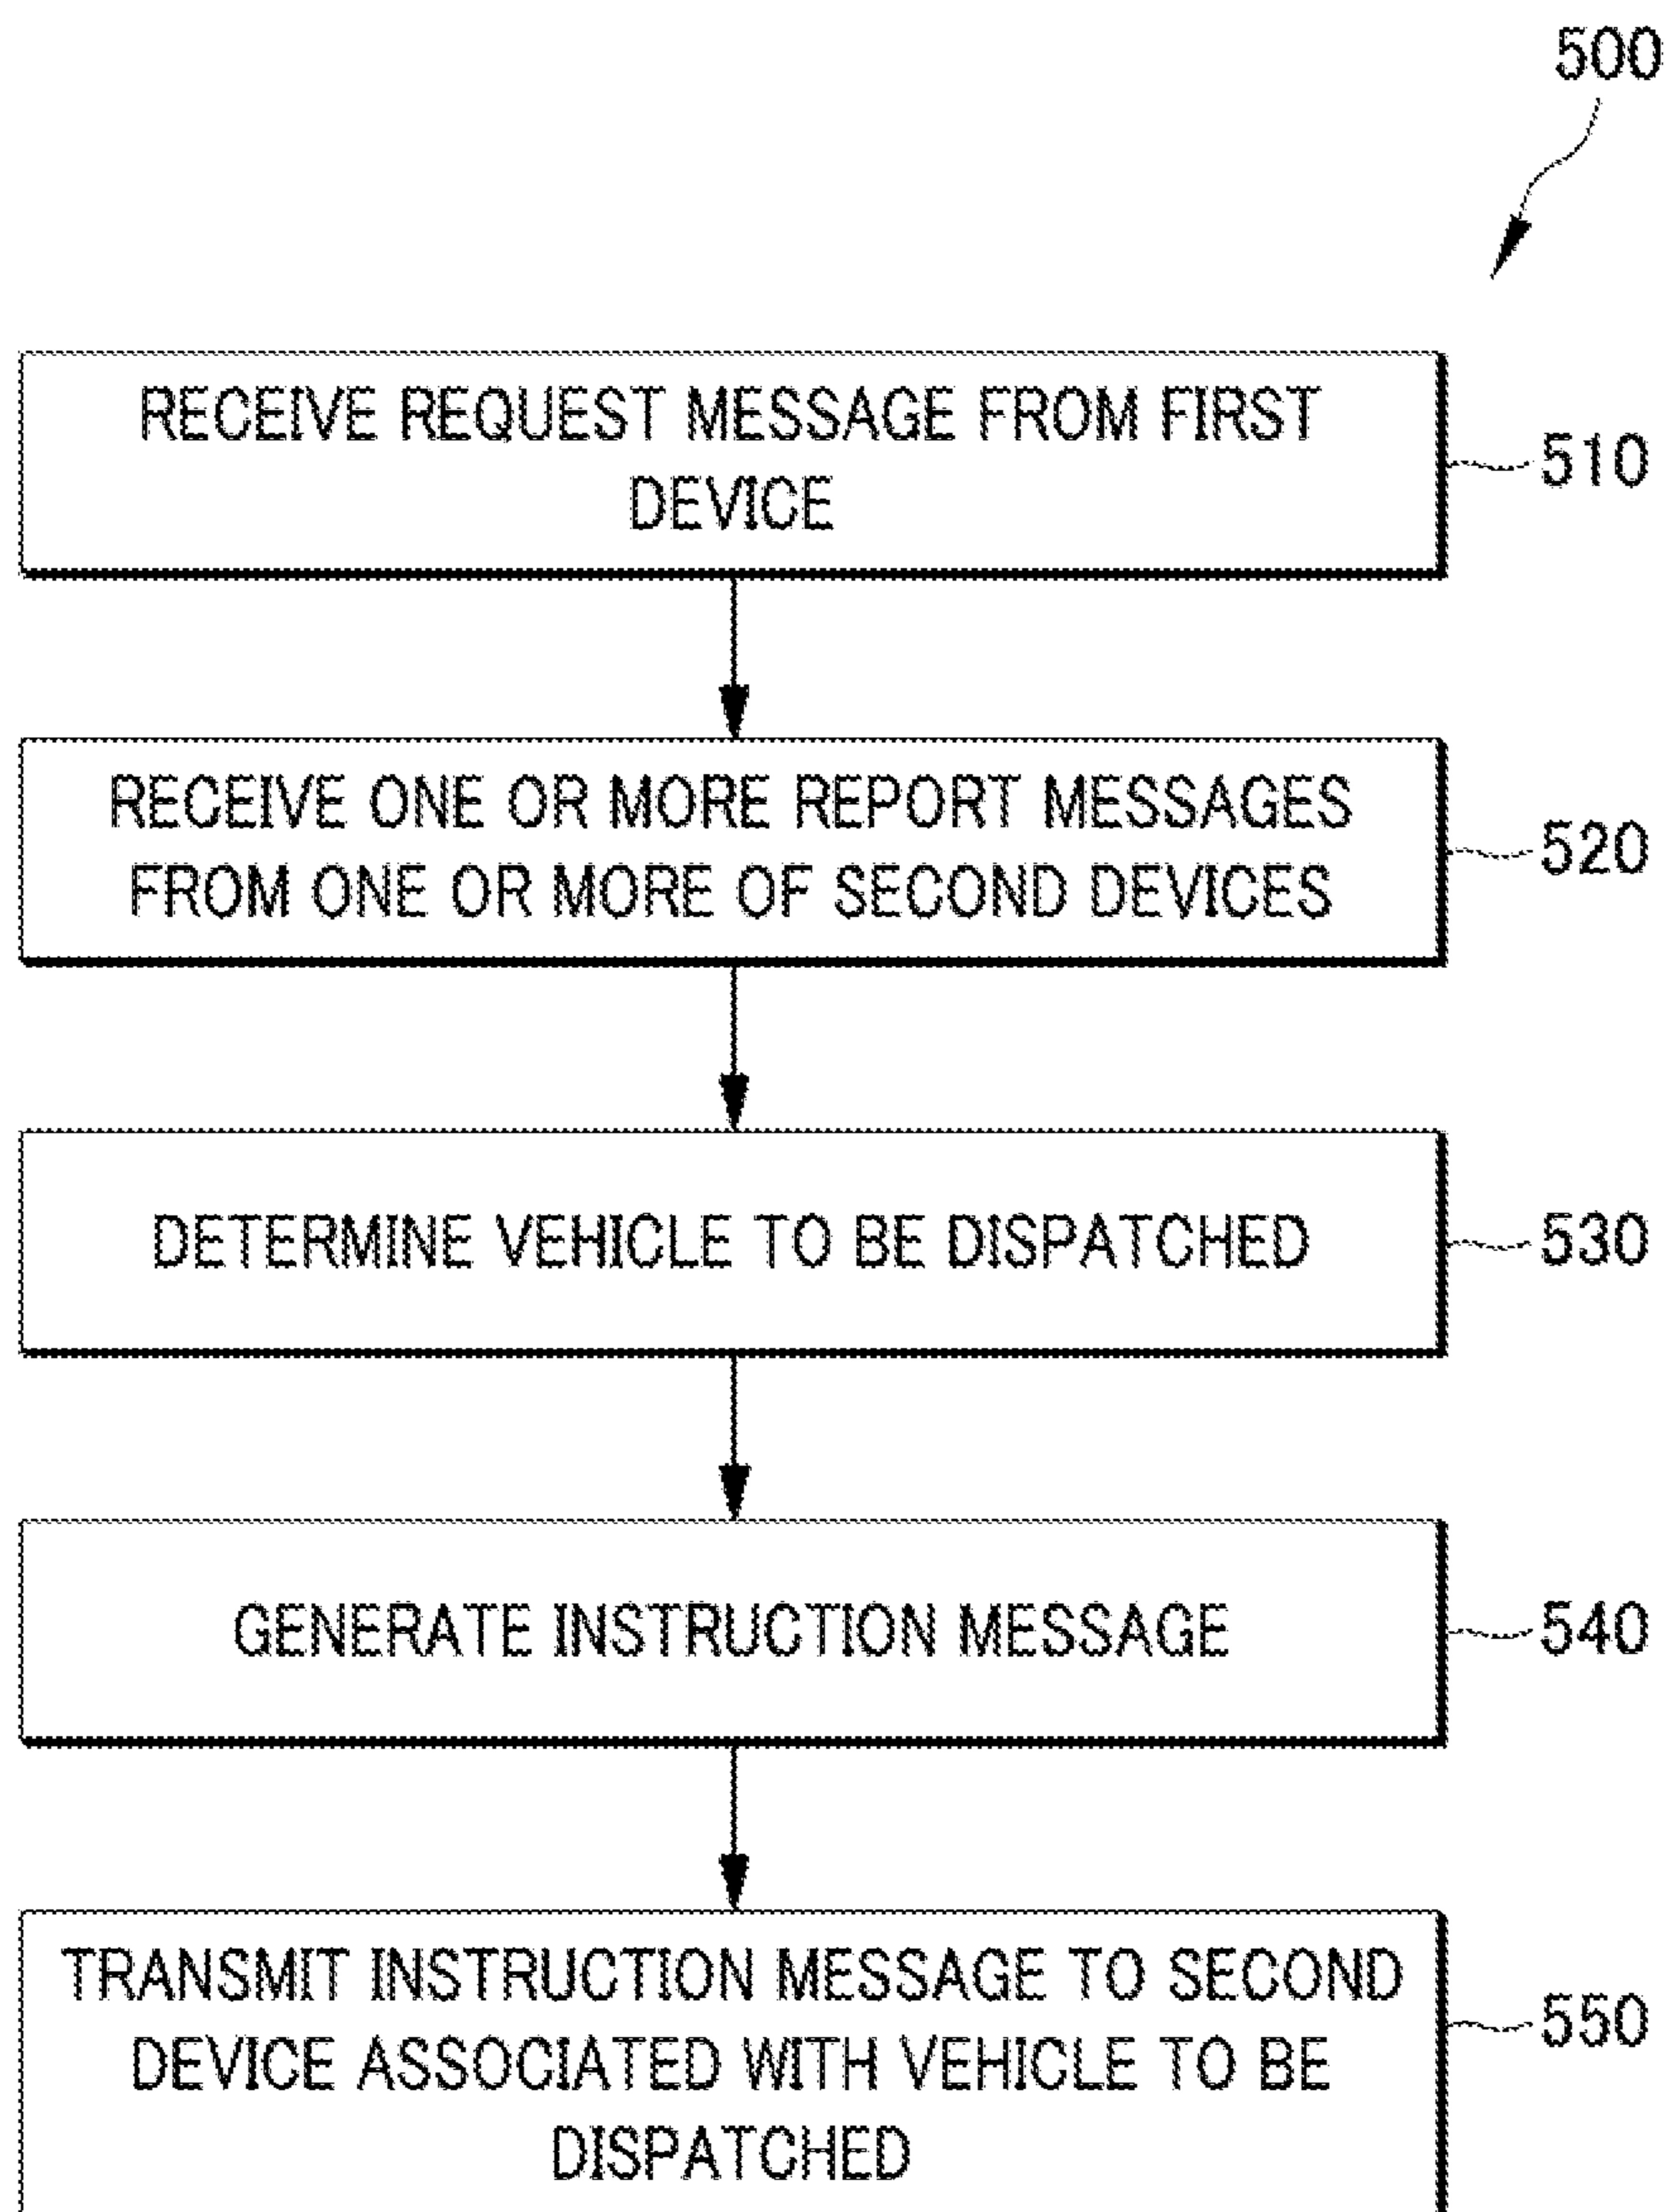 500
RECEIVE REQUEST MESSAGE FROM FIRST
DEVICE
510
RECEIVE ONE OR MORE REPORT MESSAGES
FROM ONE OR MORE OF SECOND DEVICES
520
DETERMINE VEHICLE TO BE DISPATCHED
530
GENERATE INSTRUCTION MESSAGE
540
TRANSMIT INSTRUCTION MESSAGE TO SECOND
DEVICE ASSOCIATED WITH VEHICLE TO BE
DISPATCHED
550